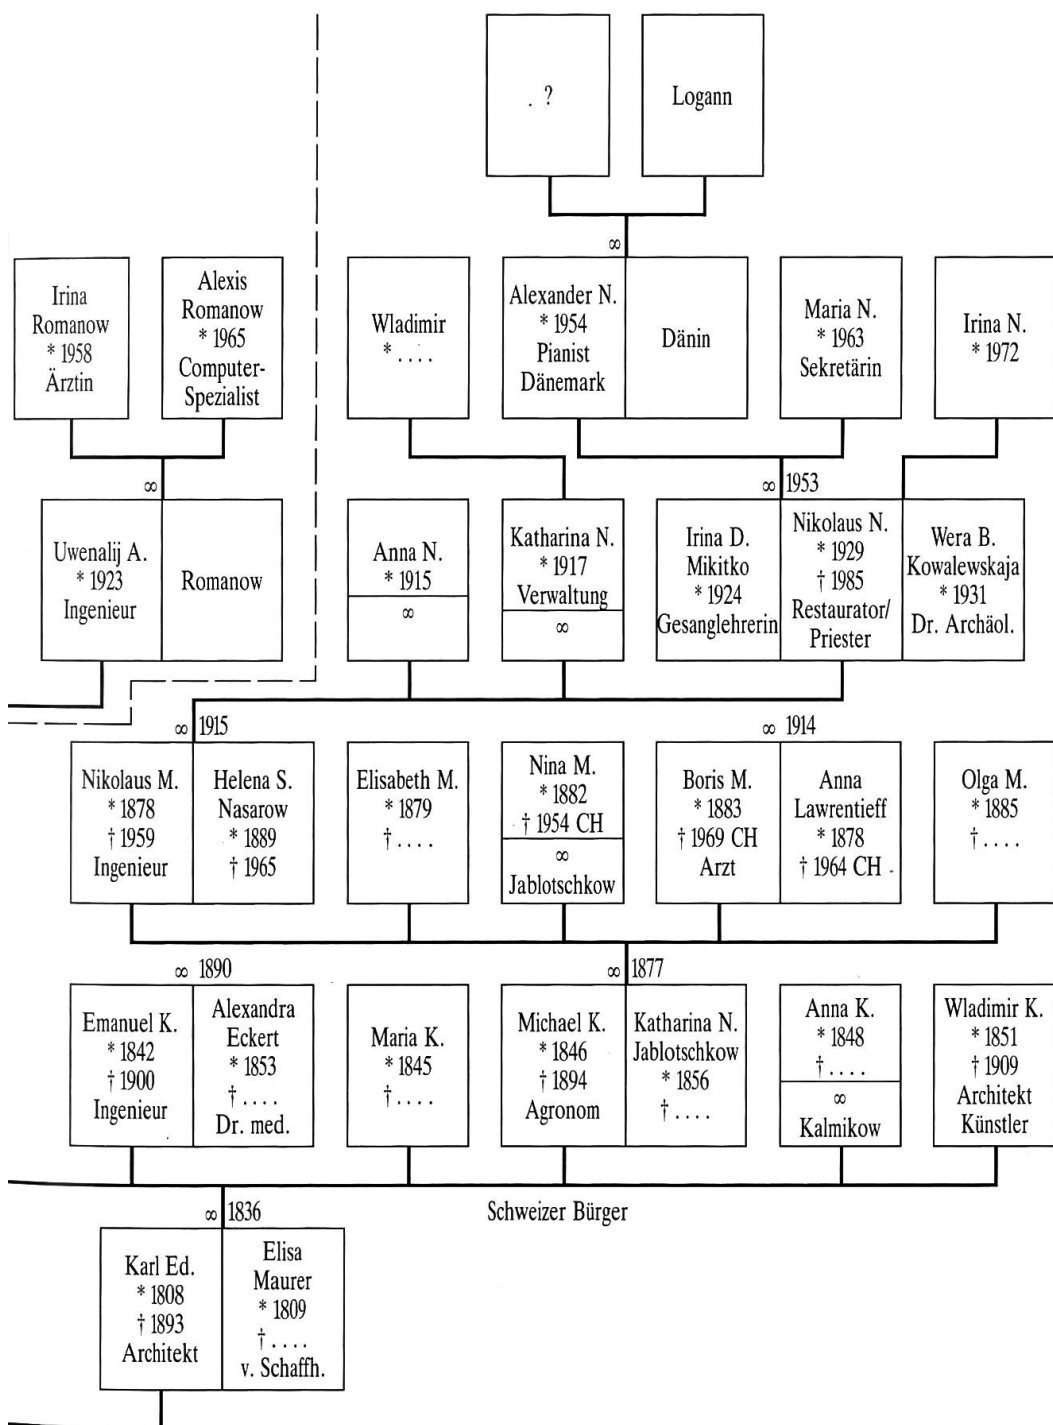 ?
Logann
∞
Irina
Romanow
* 1958
Ärztin
Alexis
Romanow
* 1965
Computer-
Spezialist
Wladimir
* . . . .
Alexander N.
* 1954
Pianist
Dänemark
Dänin
Maria N.
* 1963
Sekretärin
Irina N.
* 1972
∞
∞ 1953
Uwenalij A.
* 1923
Ingenieur
Romanow
Anna N.
* 1915
∞
Katharina N.
* 1917
Verwaltung
∞
Irina D.
Mikitko
* 1924
Gesanglehrerin
Nikolaus N.
* 1929
† 1985
Restaurator/
Priester
Wera B.
Kowalewskaja
* 1931
Dr. Archäol.
∞ 1915
∞ 1914
Nikolaus M.
* 1878
† 1959
Ingenieur
Helena S.
Nasarow
* 1889
† 1965
Elisabeth M.
* 1879
† . . . .
Nina M.
* 1882
† 1954 CH
∞
Jablotschkow
Boris M.
* 1883
† 1969 CH
Arzt
Anna
Lawrentieff
* 1878
† 1964 CH
Olga M.
* 1885
† . . . .
∞ 1890
∞ 1877
Emanuel K.
* 1842
† 1900
Ingenieur
Alexandra
Eckert
* 1853
† . . . .
Dr. med.
Maria K.
* 1845
† . . . .
Michael K.
* 1846
† 1894
Agronom
Katharina N.
Jablotschkow
* 1856
† . . . .
Anna K.
* 1848
† . . . .
∞
Kalmikow
Wladimir K.
* 1851
† 1909
Architekt
Künstler
∞ 1836
Schweizer Bürger
Karl Ed.
* 1808
† 1893
Architekt
Elisa
Maurer
* 1809
† . . . .
v. Schaffh.